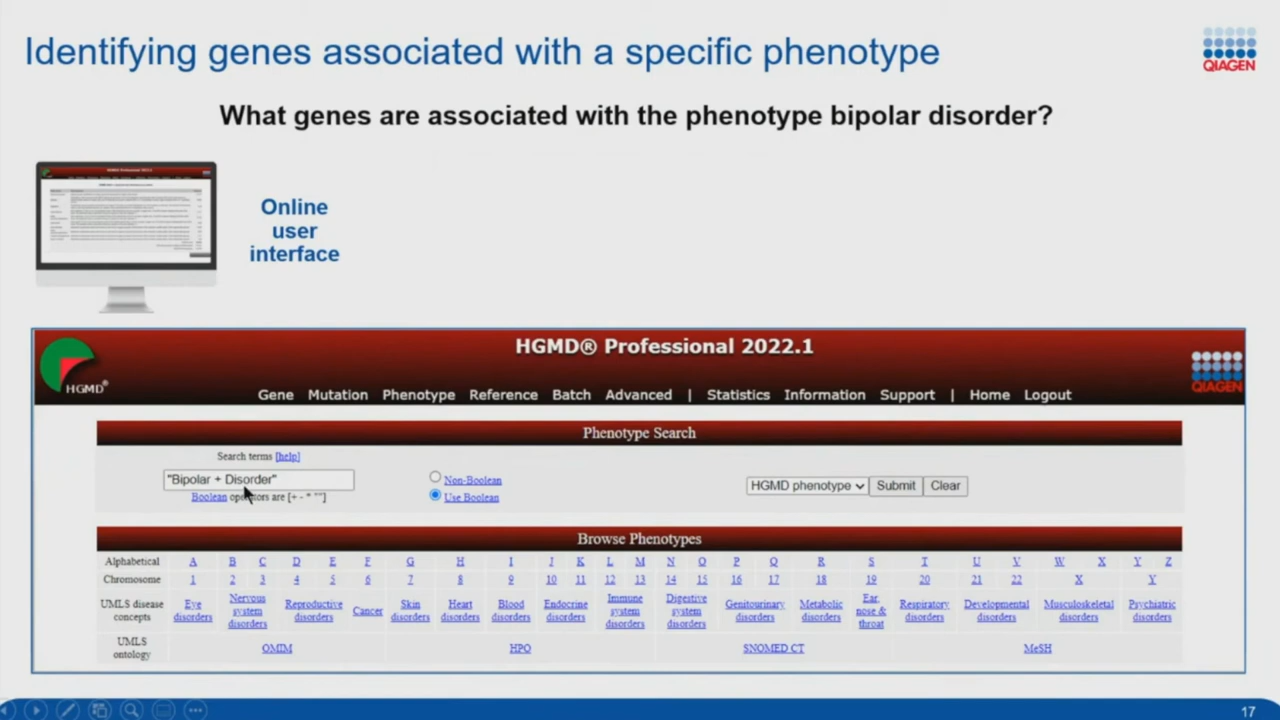 Identifying genes associated with a specific phenotype
QIAGEN
What genes are associated with the phenotype bipolar disorder?
Online
user
interface
HGMD® Professional 2022.1
HGMD®
QIAGEN
Gene Mutation Phenotype Reference Batch Advanced | Statistics Information Support | Home Logout
Phenotype Search
Search terms [help]
"Bipolar + Disorder"
Boolean operators are [+ - * ""]
Non-Boolean
Use Boolean
HGMD phenotype Submit Clear
Browse Phenotypes
Alphabetical A B C D E F G H I J K L M N O P Q R S T U V W X Y Z
Chromosome 1 2 3 4 5 6 7 8 9 10 11 12 13 14 15 16 17 18 19 20 21 22 X Y
UMLS disease concepts Eye disorders Nervous system disorders Reproductive disorders Cancer Skin disorders Heart disorders Blood disorders Endocrine disorders Immune system disorders Digestive system disorders Genitourinary disorders Metabolic disorders Ear, nose & throat Respiratory disorders Developmental disorders Musculoskeletal disorders Psychiatric disorders
UMLS ontology OMIM HPO SNOMED CT MeSH
17